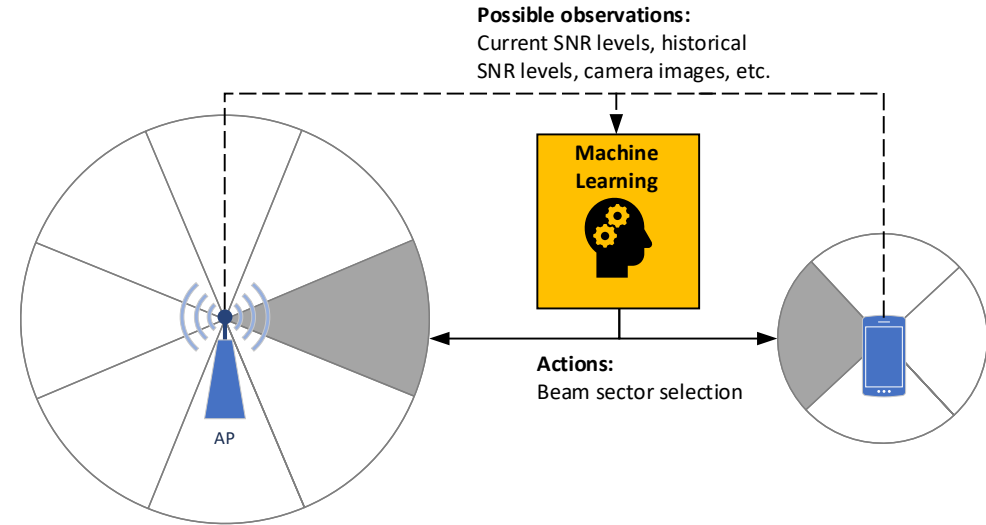 Possible observations:
Current SNR levels, historical
SNR levels, camera images, etc.
Machine
Learning
Actions:
Beam sector selection
AP